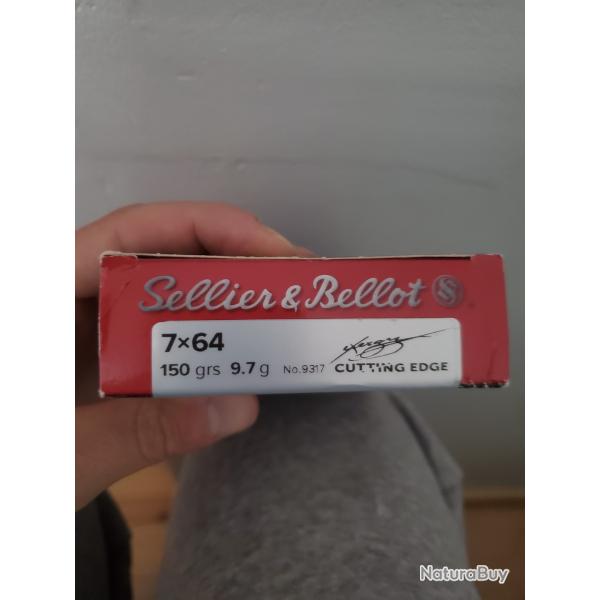 Sellier & Bellot S
7×64
150 grs 9.7 g No.9317 CUTTING EDGE
NaturaBuy